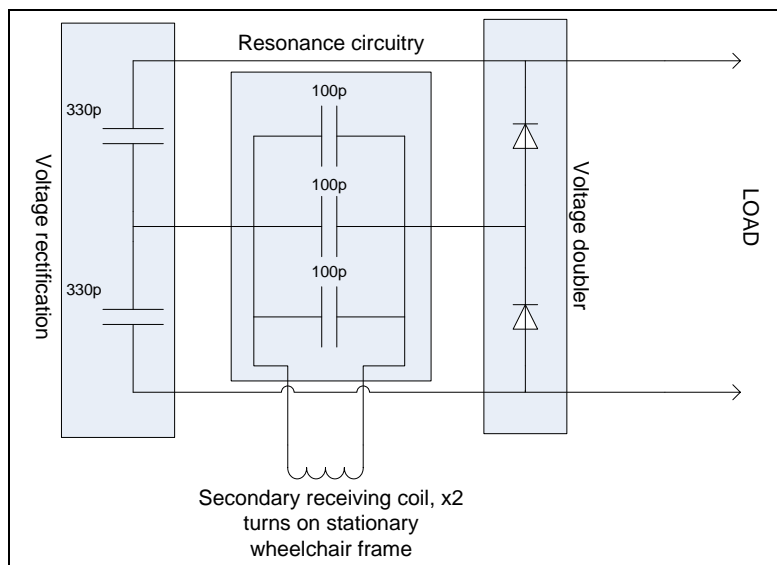 Resonance circuitry
330p
100p
100p
100p
330p
Voltage rectification
Voltage doubler
LOAD
Secondary receiving coil, x2
turns on stationary
wheelchair frame